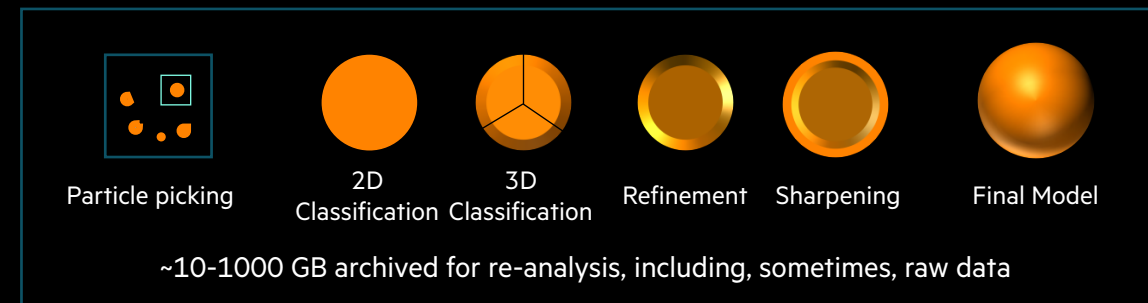 Particle picking
2D
Classification
3D
Classification
Refinement
Sharpening
Final Model
~10-1000 GB archived for re-analysis, including, sometimes, raw data